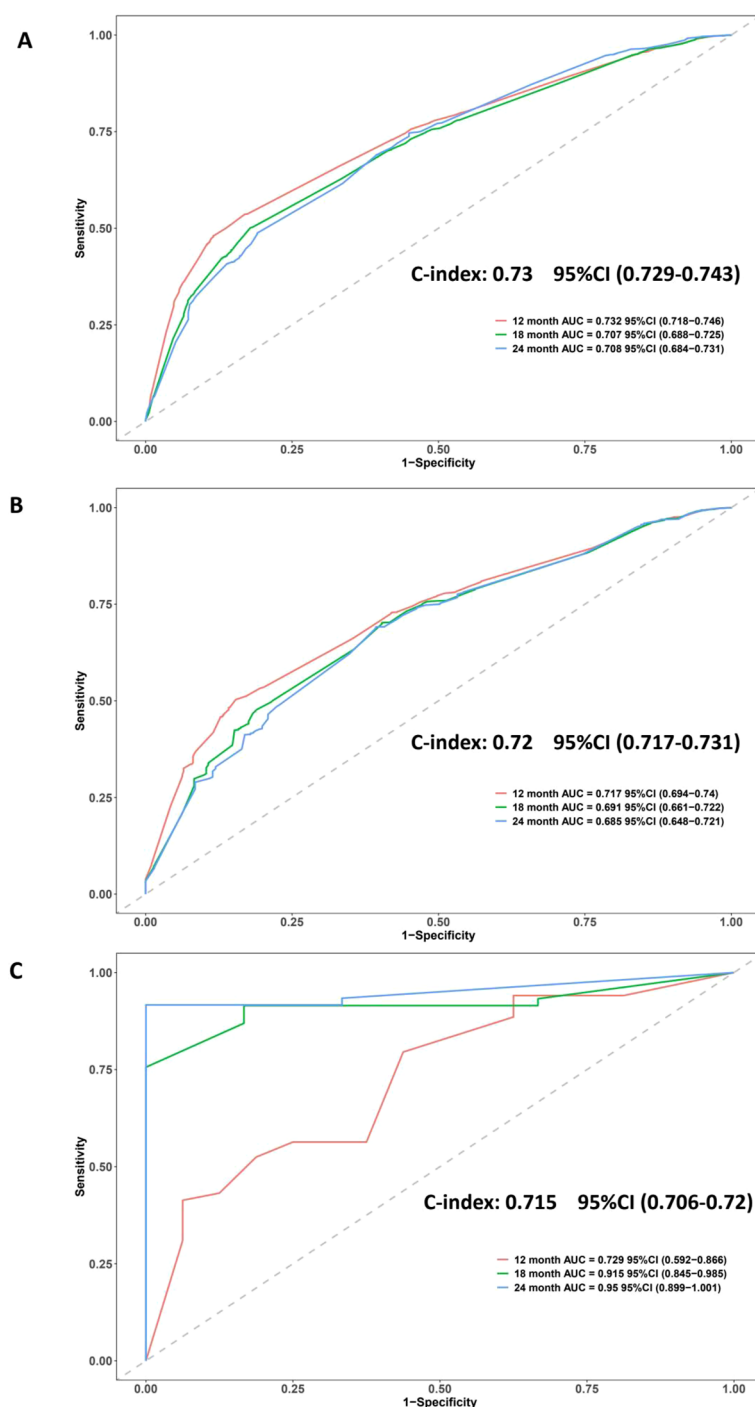 A
1.00
0.75
0.50
0.25
0.00
Sensitivity
C-index: 0.73 95%CI (0.729-0.743)
12 month AUC = 0.732 95%CI (0.718−0.746)
18 month AUC = 0.707 95%CI (0.688−0.725)
24 month AUC = 0.708 95%CI (0.684−0.731)
0.00 0.25 0.50 0.75 1.00
1−Specificity
B
1.00
0.75
0.50
0.25
0.00
Sensitivity
C-index: 0.72 95%CI (0.717-0.731)
12 month AUC = 0.717 95%CI (0.694−0.74)
18 month AUC = 0.691 95%CI (0.661−0.722)
24 month AUC = 0.685 95%CI (0.648−0.721)
0.00 0.25 0.50 0.75 1.00
1−Specificity
C
1.00
0.75
0.50
0.25
0.00
Sensitivity
C-index: 0.715 95%CI (0.706-0.72)
12 month AUC = 0.729 95%CI (0.592−0.866)
18 month AUC = 0.915 95%CI (0.845−0.985)
24 month AUC = 0.95 95%CI (0.899−1.001)
0.00 0.25 0.50 0.75 1.00
1−Specificity